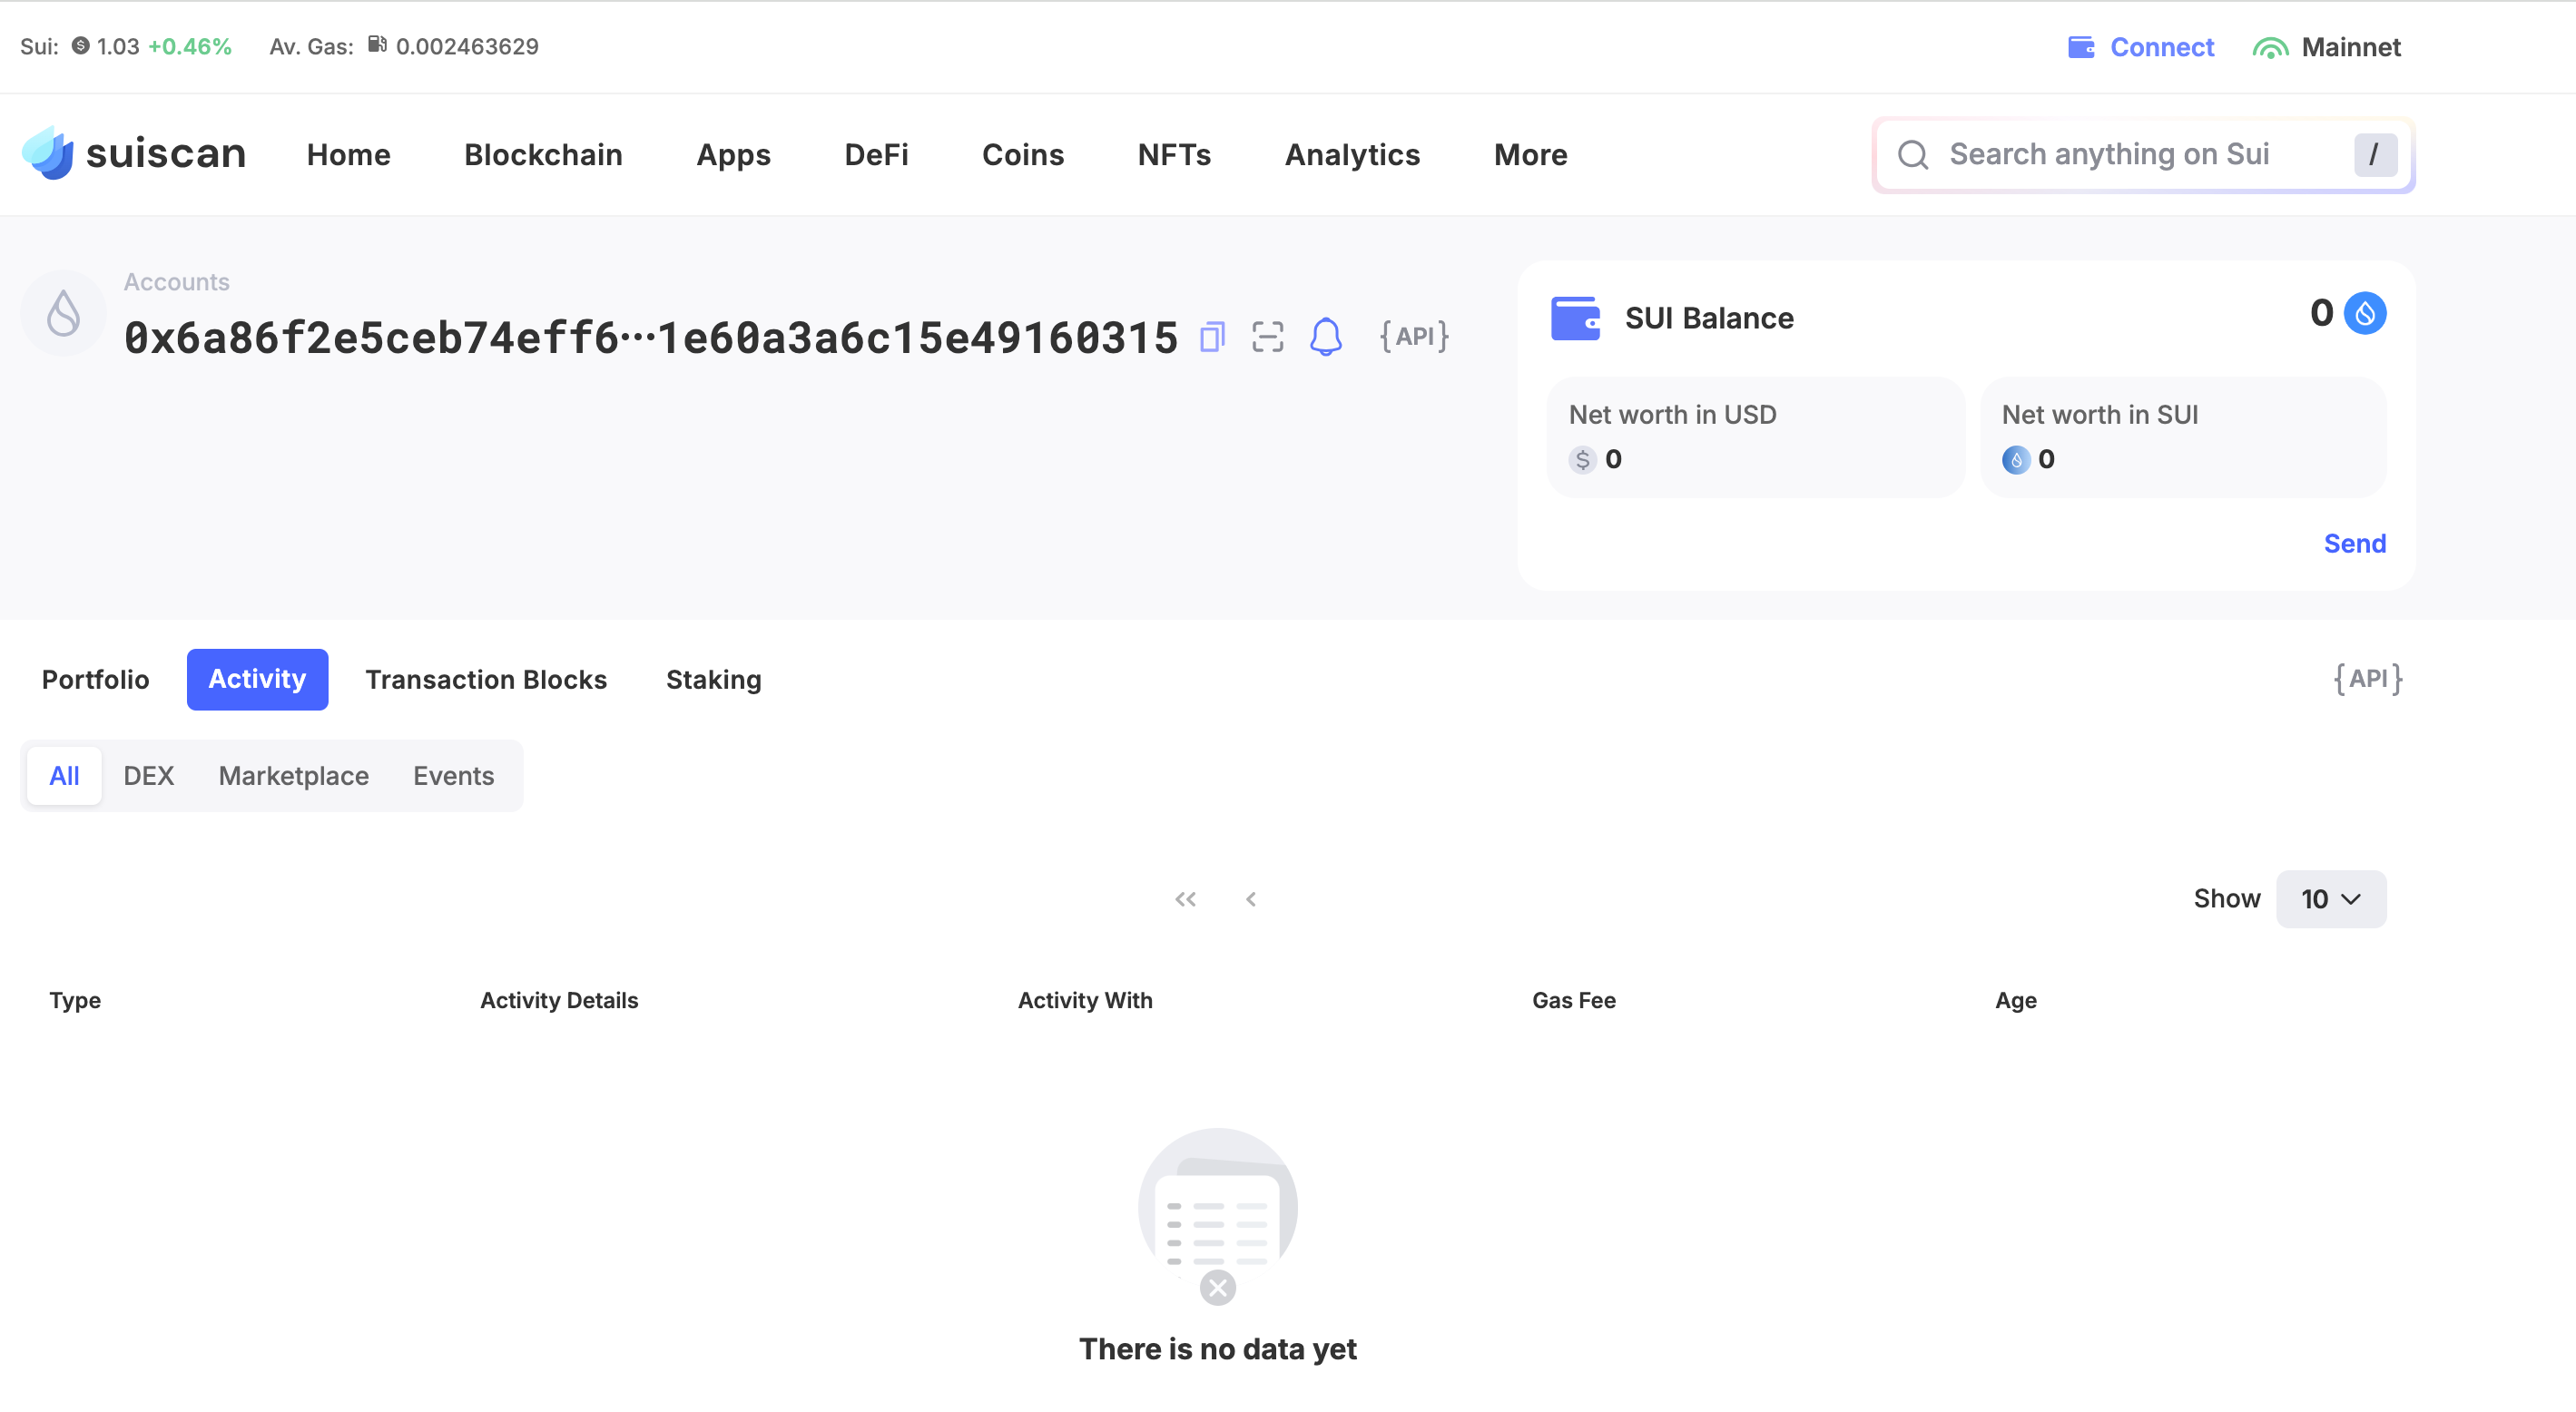 Sui: $ 1.03 +0.46% Av. Gas: 0.002463629 Connect Mainnet
suiscan Home Blockchain Apps DeFi Coins NFTs Analytics More Search anything on Sui /
Accounts
0x6a86f2e5ceb74eff6···1e60a3a6c15e49160315 {API}
SUI Balance 0
Net worth in USD Net worth in SUI
$ 0 0
Send
Portfolio Activity Transaction Blocks Staking {API}
All DEX Marketplace Events
Show 10
Type Activity Details Activity With Gas Fee Age
There is no data yet